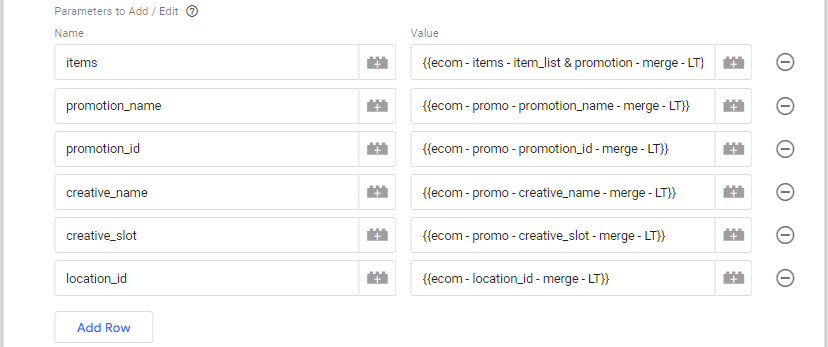 Parameters to Add / Edit
Name Value
items {{ecom - items - item_list & promotion - merge - LT}
promotion_name {{ecom - promo - promotion_name - merge - LT}}
promotion_id {{ecom - promo - promotion_id - merge - LT}}
creative_name {{ecom - promo - creative_name - merge - LT}}
creative_slot {{ecom - promo - creative_slot - merge - LT}}
location_id {{ecom - location_id - merge - LT}}
Add Row